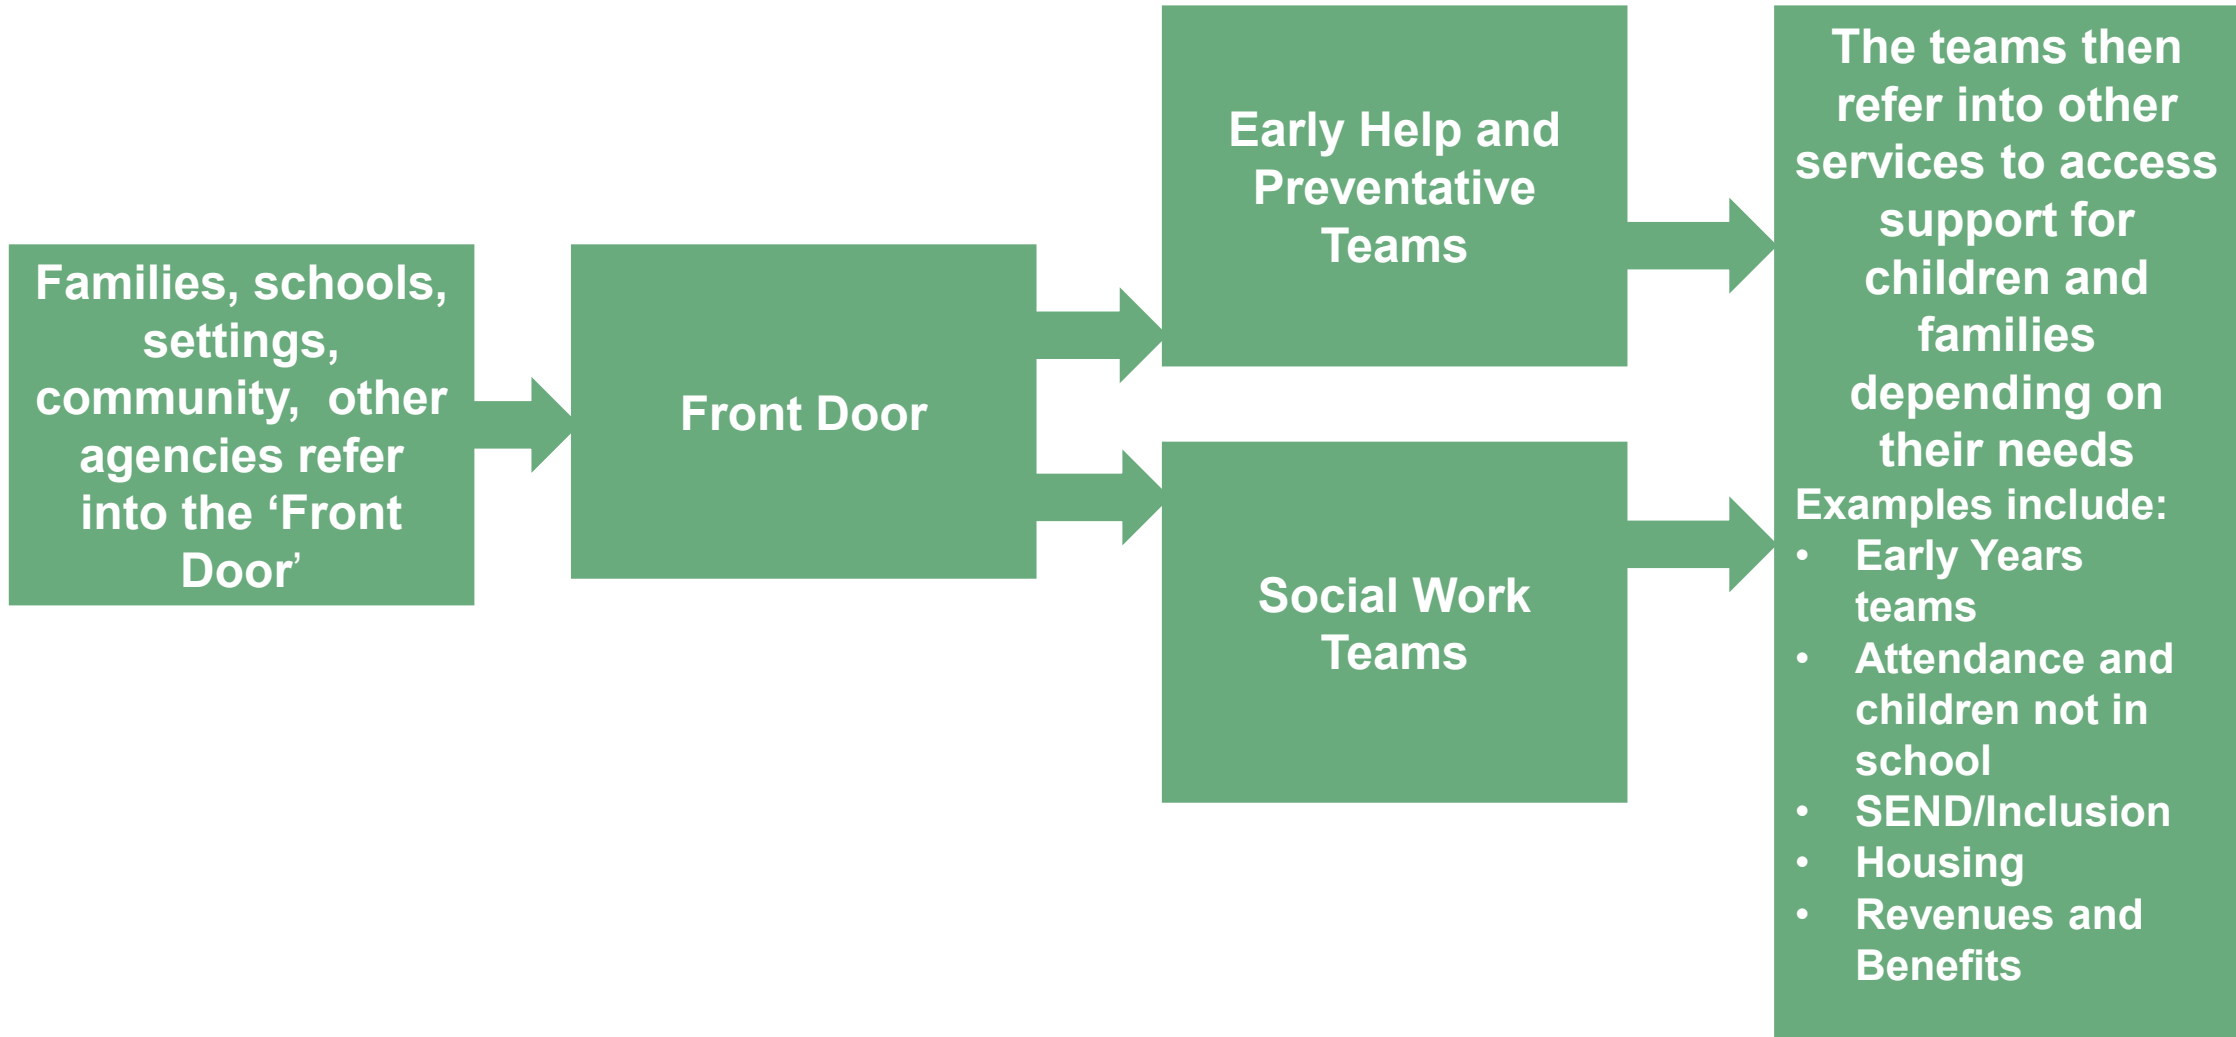 Families, schools,
settings,
community,  other
agencies refer
into the ‘Front
Door’
Front Door
Early Help and
Preventative
Teams
Social Work
Teams
The teams then
refer into other
services to access
support for
children and
families
depending on
their needs
Examples include:
• Early Years
teams
• Attendance and
children not in
school
• SEND/Inclusion
• Housing
• Revenues and
Benefits